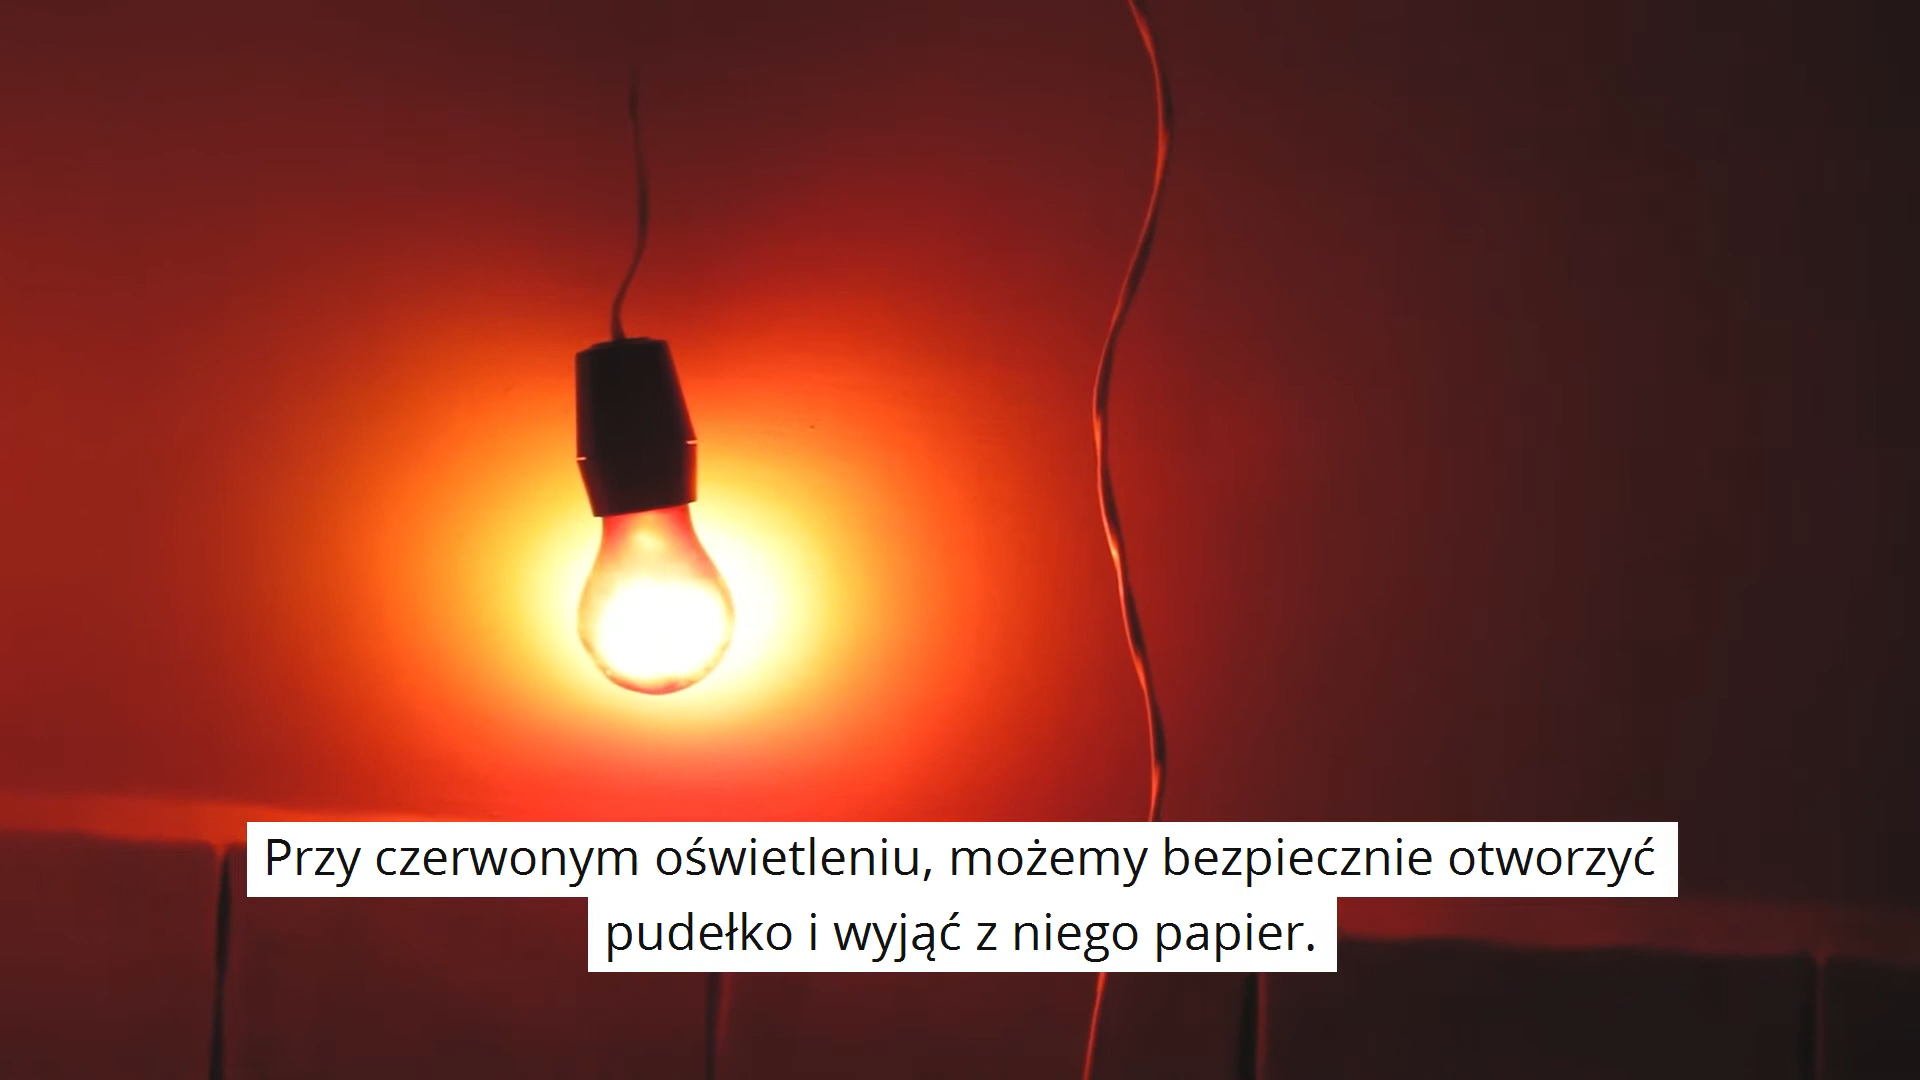 Przy czerwonym oświetleniu, możemy bezpiecznie otworzyć
pudełko i wyjąć z niego papier.